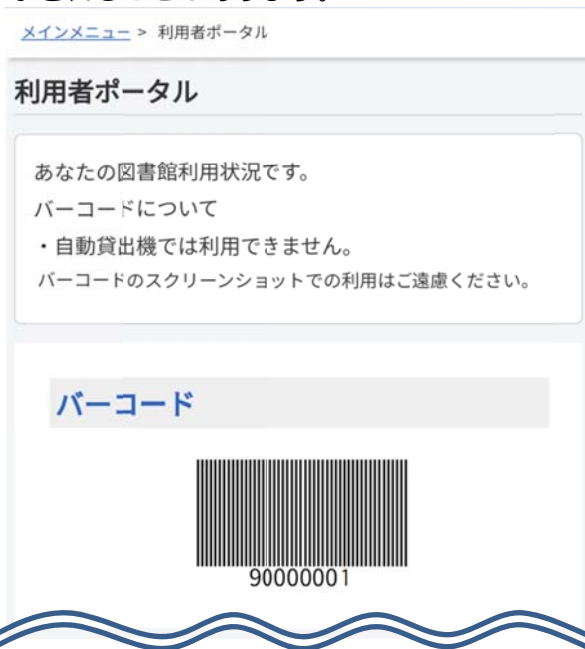 メインメニュー > 利用者ポータル
利用者ポータル
あなたの図書館利用状況です。
バーコードについて
・自動貸出機では利用できません。
バーコードのスクリーンショットでの利用はご遠慮ください。
バーコード
90000001